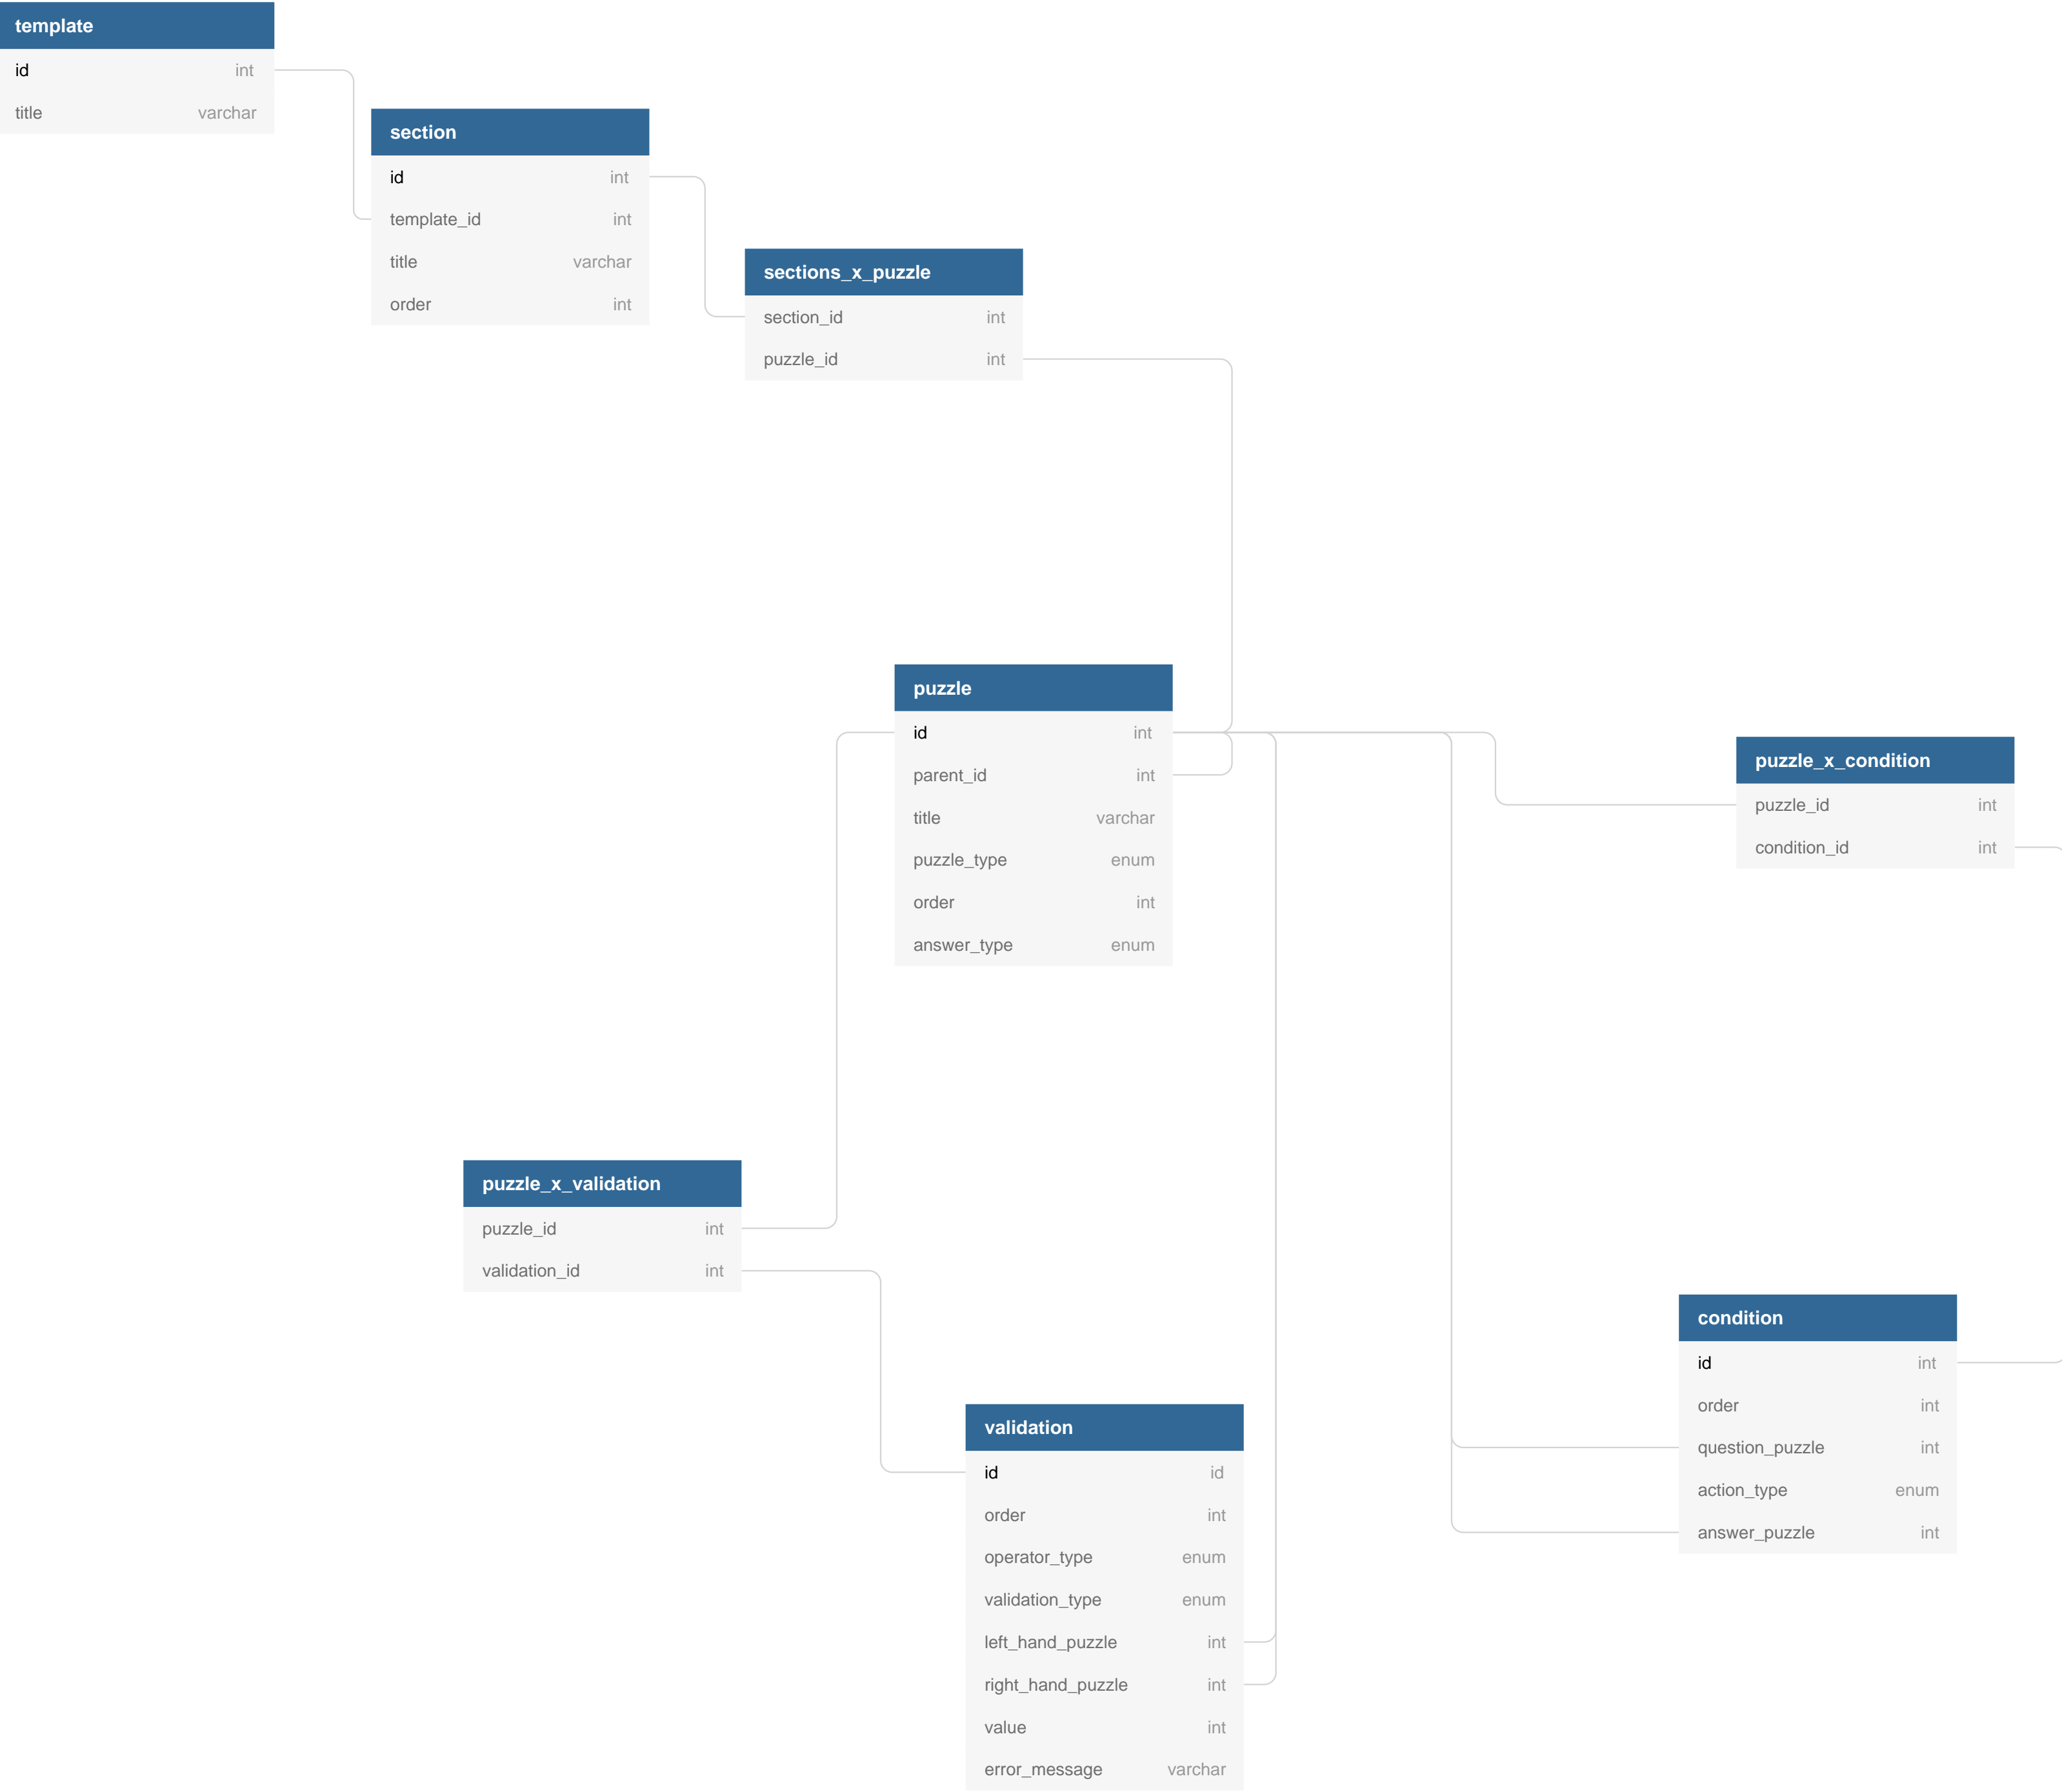 template
id int
title varchar
section
id int
template_id int
title varchar
order int
sections_x_puzzle
section_id int
puzzle_id int
puzzle
id int
parent_id int
title varchar
puzzle_type enum
order int
answer_type enum
puzzle_x_condition
puzzle_id int
condition_id int
puzzle_x_validation
puzzle_id int
validation_id int
condition
id int
order int
question_puzzle int
action_type enum
answer_puzzle int
validation
id id
order int
operator_type enum
validation_type enum
left_hand_puzzle int
right_hand_puzzle int
value int
error_message varchar